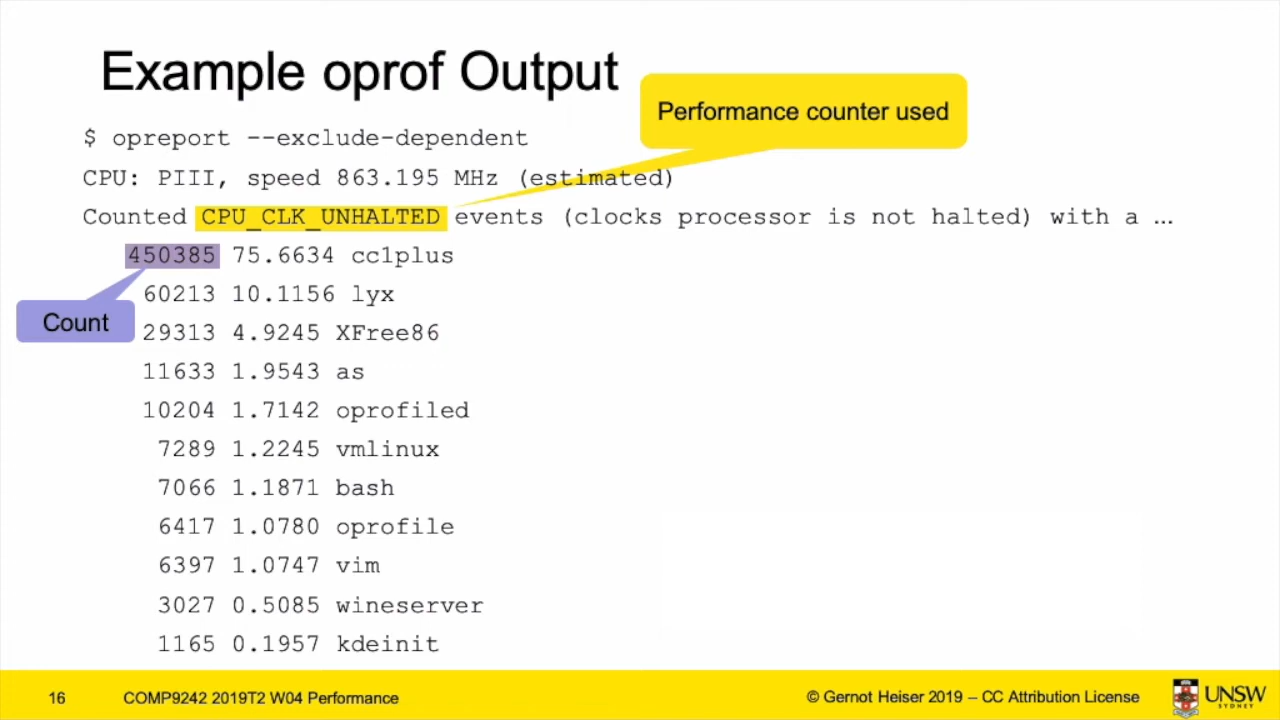 Example oprof Output
Performance counter used
$ opreport --exclude-dependent
CPU: PIII, speed 863.195 MHz (estimated)
Counted CPU_CLK_UNHALTED events (clocks processor is not halted) with a …
450385 75.6634 cc1plus
60213 10.1156 lyx
Count
29313 4.9245 XFree86
11633 1.9543 as
10204 1.7142 oprofiled
7289 1.2245 vmlinux
7066 1.1871 bash
6417 1.0780 oprofile
6397 1.0747 vim
3027 0.5085 wineserver
1165 0.1957 kdeinit
16 COMP9242 2019T2 W04 Performance © Gernot Heiser 2019 – CC Attribution License
UNSW
SYDNEY